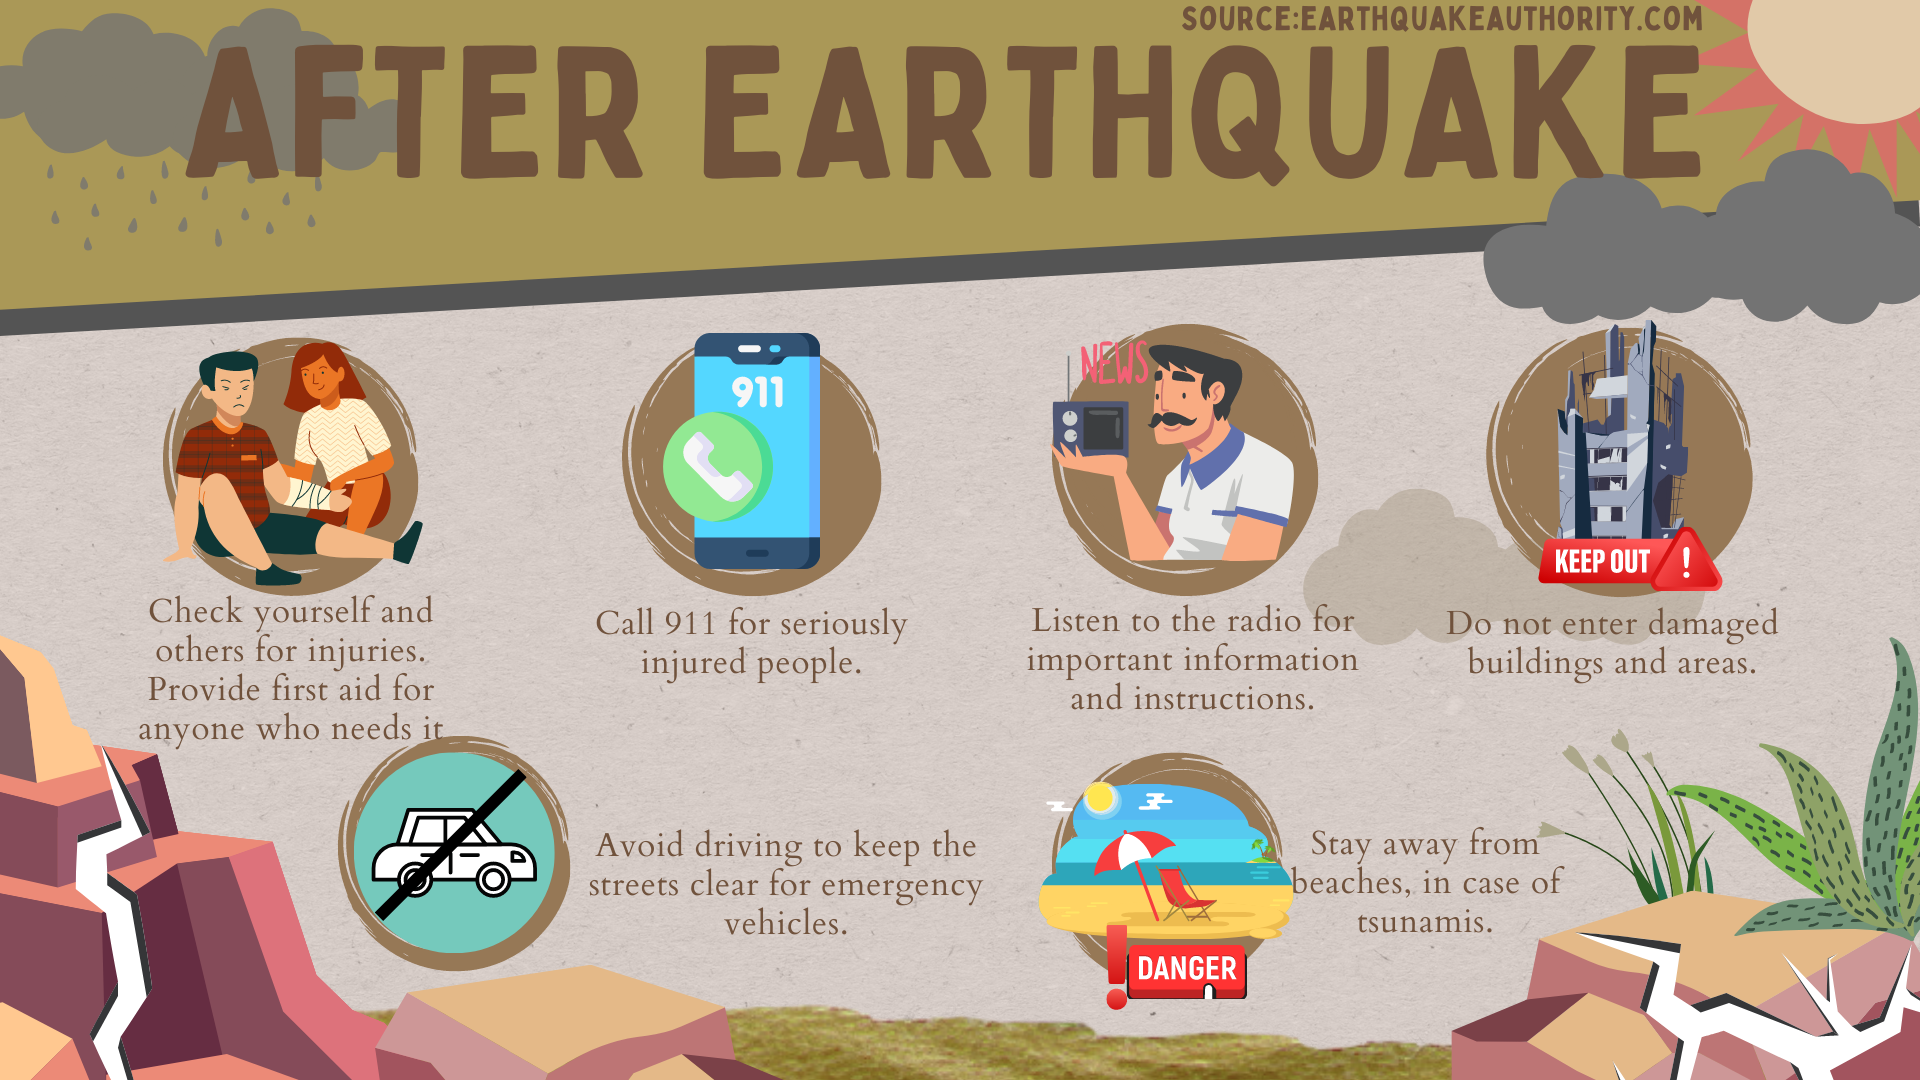 SOURCE:EARTHQUAKEAUTHORITY.COM
AFTER EARTHQUAKE
Check yourself and
others for injuries.
Provide first aid for
anyone who needs it
911
Call 911 for seriously
injured people.
NEWS
Listen to the radio for
important information
and instructions.
KEEP OUT !
Do not enter damaged
buildings and areas.
Avoid driving to keep the
streets clear for emergency
vehicles.
! DANGER
Stay away from
beaches, in case of
tsunamis.